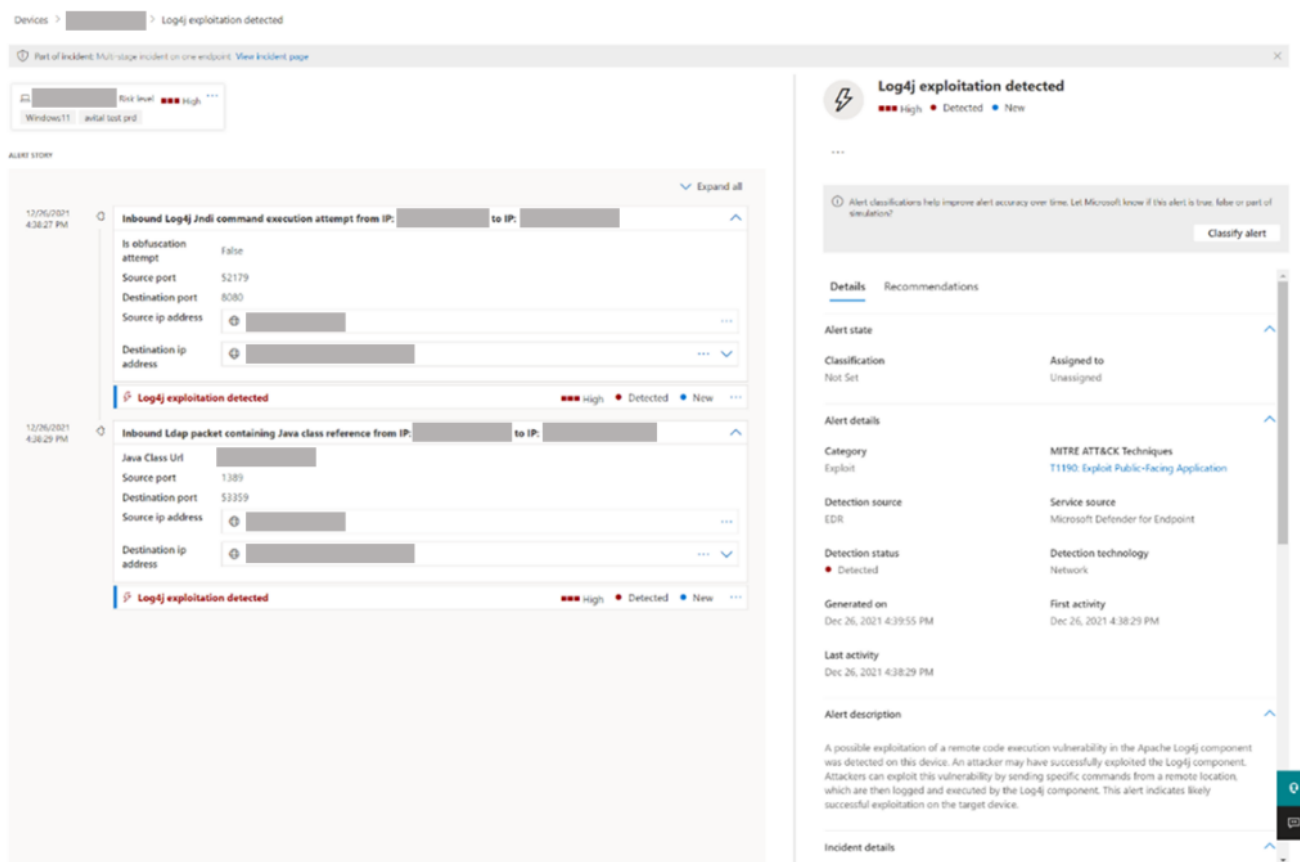 Devices > > Log4j exploitation detected
Part of incident: Multi-stage incident on one endpoint View incident page
Risk level High ...
Windows11 avital test prd
ALERT STORY
Expand all
12/26/2021
4:38:27 PM
Inbound Log4j Jndi command execution attempt from IP: to IP:
Is obfuscation
attempt
False
Source port 52179
Destination port 8080
Source ip address
Destination ip
address
Log4j exploitation detected High Detected New ...
12/26/2021
4:38:29 PM
Inbound Ldap packet containing Java class reference from IP: to IP:
Java Class Url
Source port 1389
Destination port 53359
Source ip address
Destination ip
address
Log4j exploitation detected High Detected New ...
Log4j exploitation detected
High Detected New
...
Alert classifications help improve alert accuracy over time. Let Microsoft know if this alert is true, false or part of
simulation?
Classify alert
Details Recommendations
Alert state
Classification Assigned to
Not Set Unassigned
Alert details
Category MITRE ATT&CK Techniques
Exploit T1190: Exploit Public-Facing Application
Detection source Service source
EDR Microsoft Defender for Endpoint
Detection status Detection technology
Detected Network
Generated on First activity
Dec 26, 2021 4:39:55 PM Dec 26, 2021 4:38:29 PM
Last activity
Dec 26, 2021 4:38:29 PM
Alert description
A possible exploitation of a remote code execution vulnerability in the Apache Log4j component
was detected on this device. An attacker may have successfully exploited the Log4j component.
Attackers can exploit this vulnerability by sending specific commands from a remote location,
which are then logged and executed by the Log4j component. This alert indicates likely
successful exploitation on the target device.
Incident details